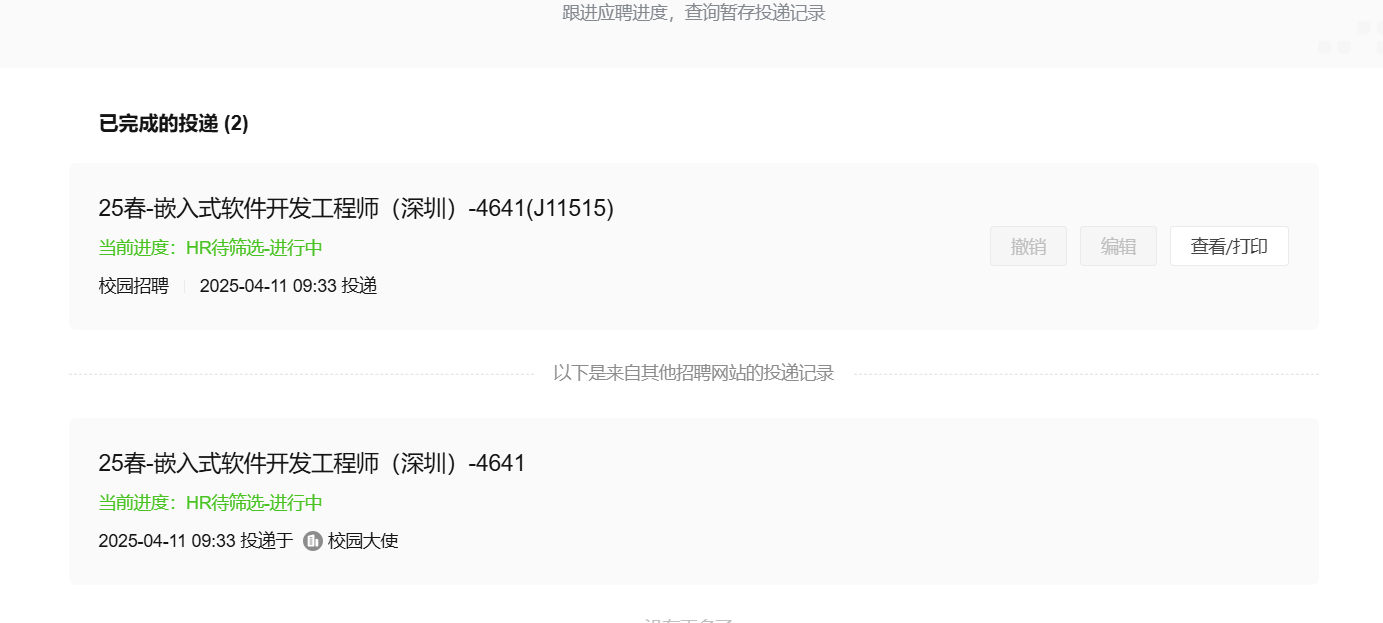 跟进应聘进度，查询暂存投递记录
已完成的投递 (2)
25春-嵌入式软件开发工程师（深圳）-4641(J11515)
当前进度：HR待筛选-进行中
撤销 编辑 查看/打印
校园招聘 2025-04-11 09:33 投递
以下是来自其他招聘网站的投递记录
25春-嵌入式软件开发工程师（深圳）-4641
当前进度：HR待筛选-进行中
2025-04-11 09:33 投递于 校园大使